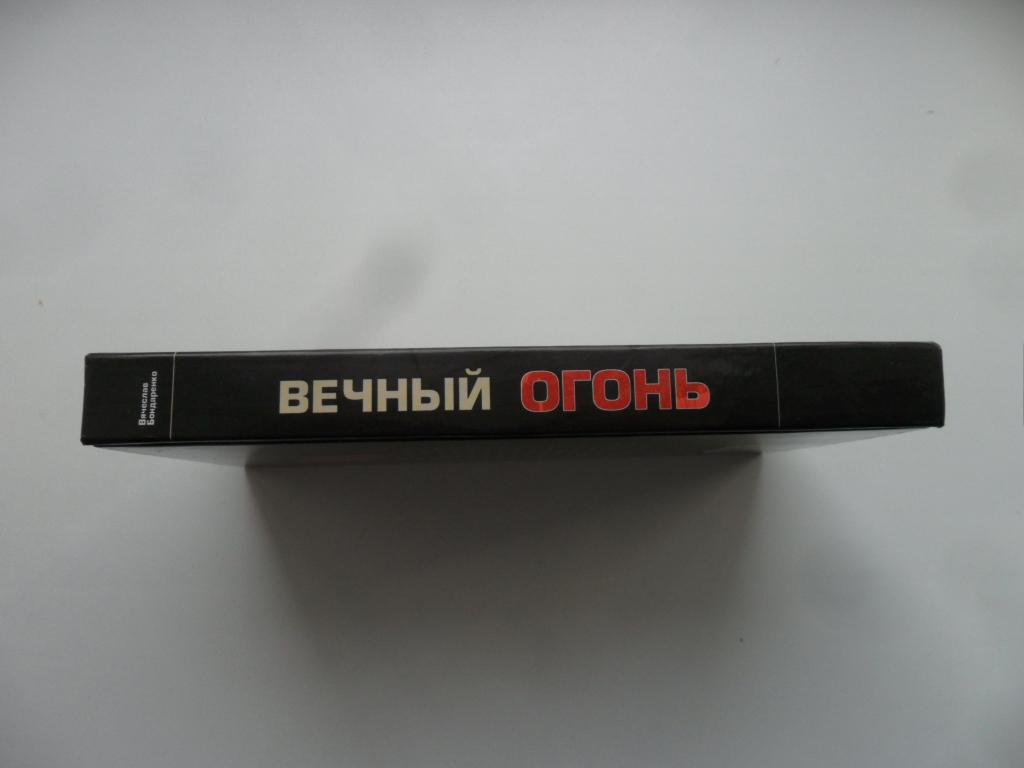 Вячеслав
Бондаренко
ВЕЧНЫЙ ОГОНЬ